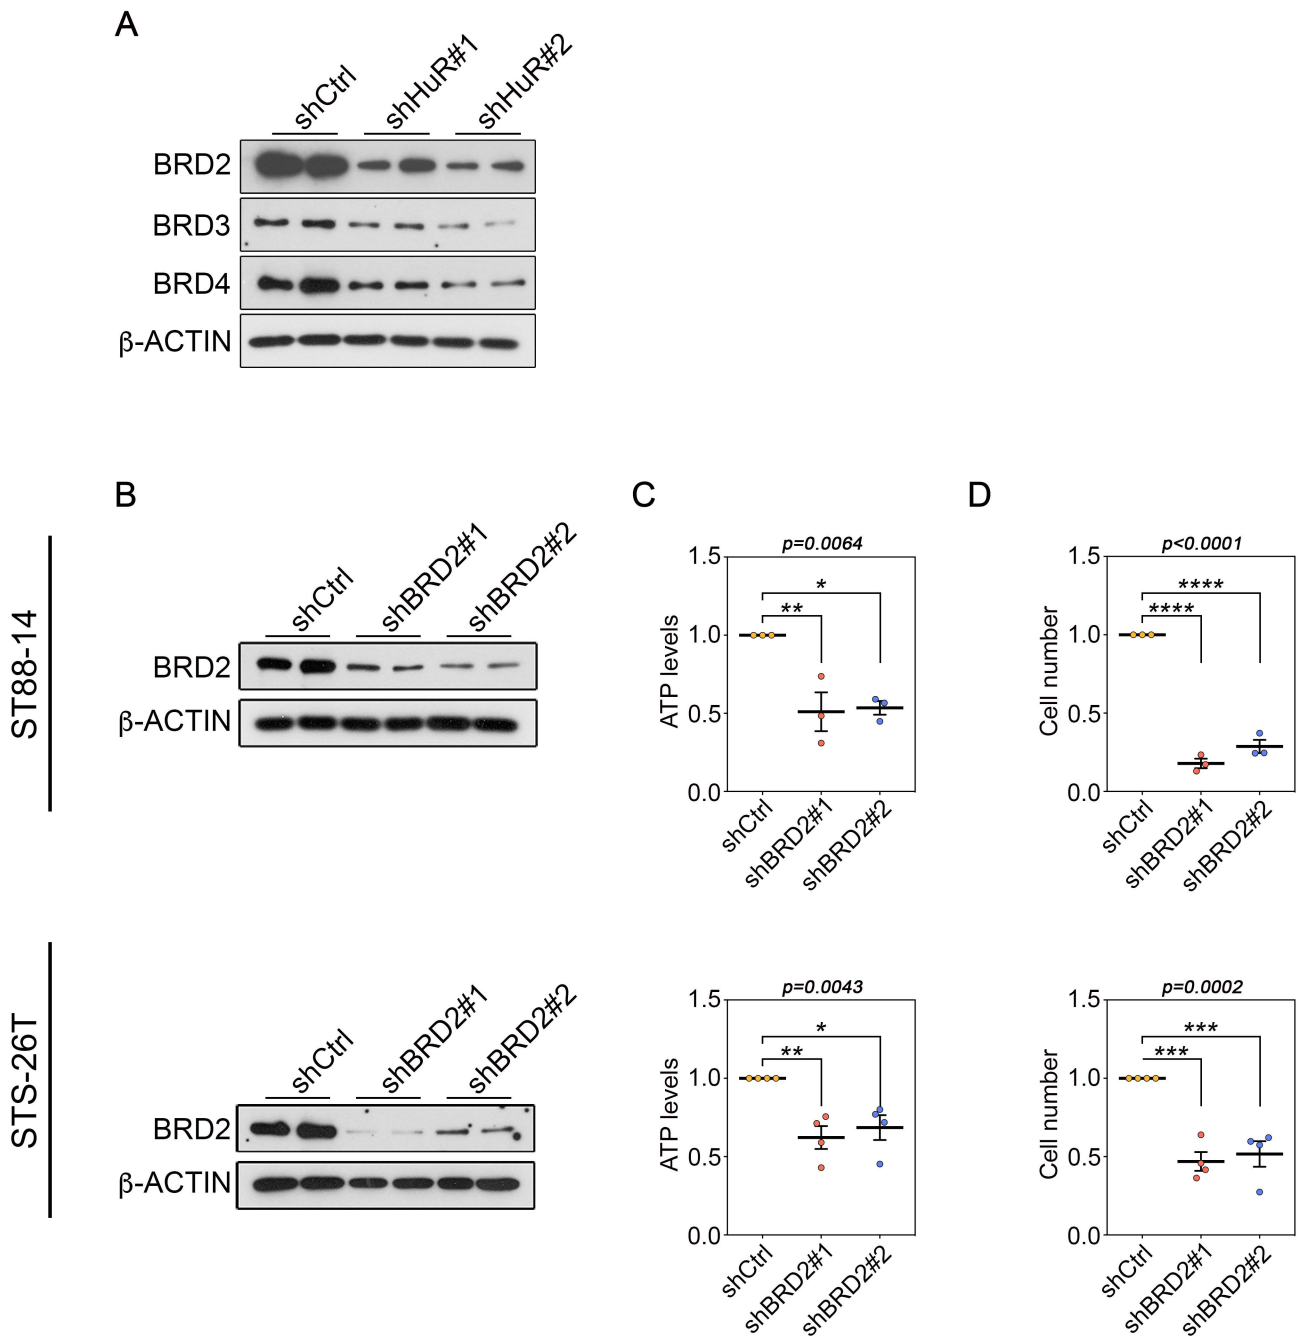 A
shCtrl
shHuR#1
shHuR#2
BRD2
BRD3
BRD4
β-ACTIN
ST88-14
B
shCtrl
shBRD2#1
shBRD2#2
BRD2
β-ACTIN
C
p=0.0064
*
**
ATP levels
1.5
1.0
0.5
0.0
shCtrl
shBRD2#1
shBRD2#2
D
p<0.0001
****
****
Cell number
1.5
1.0
0.5
0.0
shCtrl
shBRD2#1
shBRD2#2
STS-26T
shCtrl
shBRD2#1
shBRD2#2
BRD2
β-ACTIN
p=0.0043
*
**
ATP levels
1.5
1.0
0.5
0.0
shCtrl
shBRD2#1
shBRD2#2
p=0.0002
***
***
Cell number
1.5
1.0
0.5
0.0
shCtrl
shBRD2#1
shBRD2#2